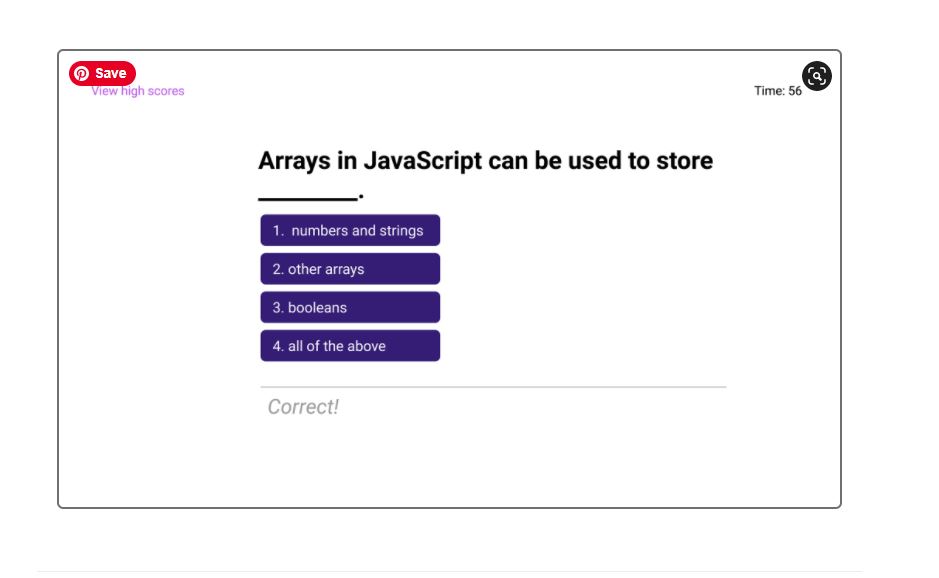 Save
View high scores
Time: 56
Arrays in JavaScript can be used to store
________.
1. numbers and strings
2. other arrays
3. booleans
4. all of the above
Correct!